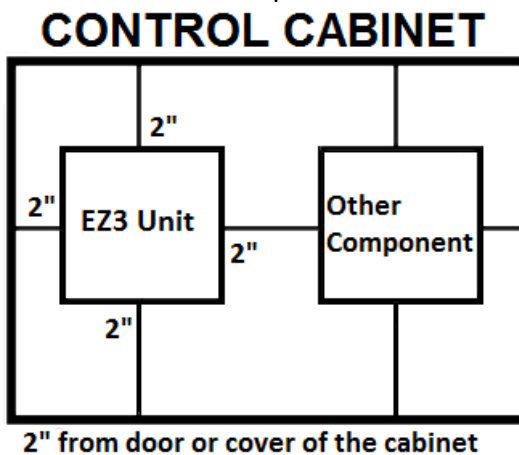 CONTROL CABINET
2"
2"
EZ3 Unit
2"
Other
Component
2"
2" from door or cover of the cabinet